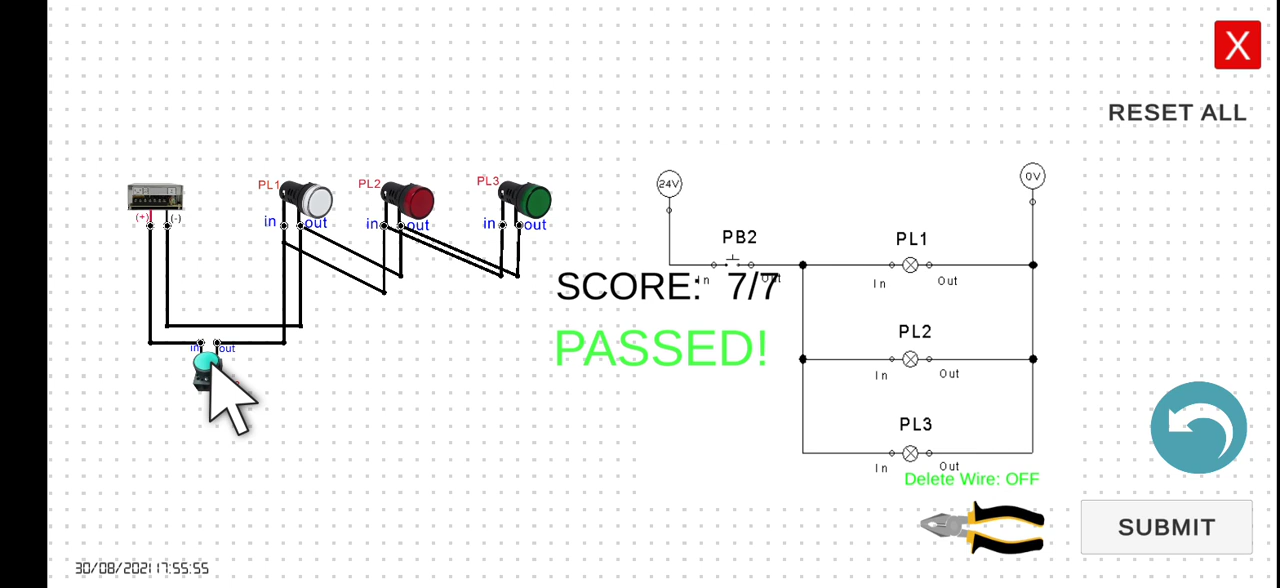 X
RESET ALL
PL1
PL2
PL3
(+)
(-)
in
out
in
out
in
out
in
out
24V
0V
PB2
In
Out
PL1
In
Out
PL2
In
Out
PL3
In
Out
SCORE: 7/7
PASSED!
Delete Wire: OFF
SUBMIT
30/08/2021 17:55:55